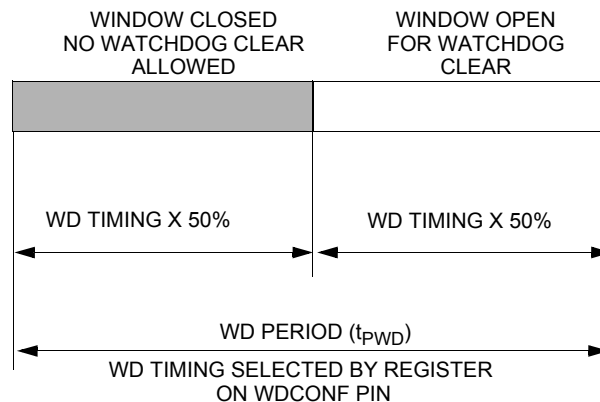 WINDOW CLOSED
NO WATCHDOG CLEAR
ALLOWED
WINDOW OPEN
FOR WATCHDOG
CLEAR
WD TIMING X 50%
WD TIMING X 50%
WD PERIOD (tPWD)
WD TIMING SELECTED BY REGISTER
ON WDCONF PIN